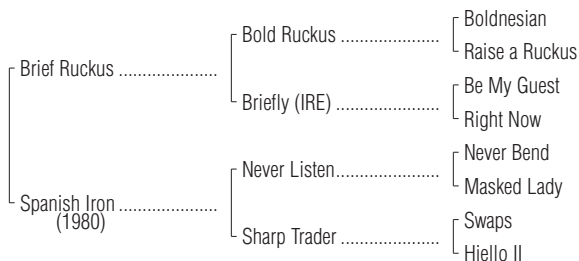 Boldnesian
Bold Ruckus ....................
Raise a Ruckus
Brief Ruckus ....................
Be My Guest
Briefly (IRE) ....................
Right Now
Never Bend
Never Listen.....................
Masked Lady
Spanish Iron ....................
(1980)
Swaps
Sharp Trader ....................
Hiello II